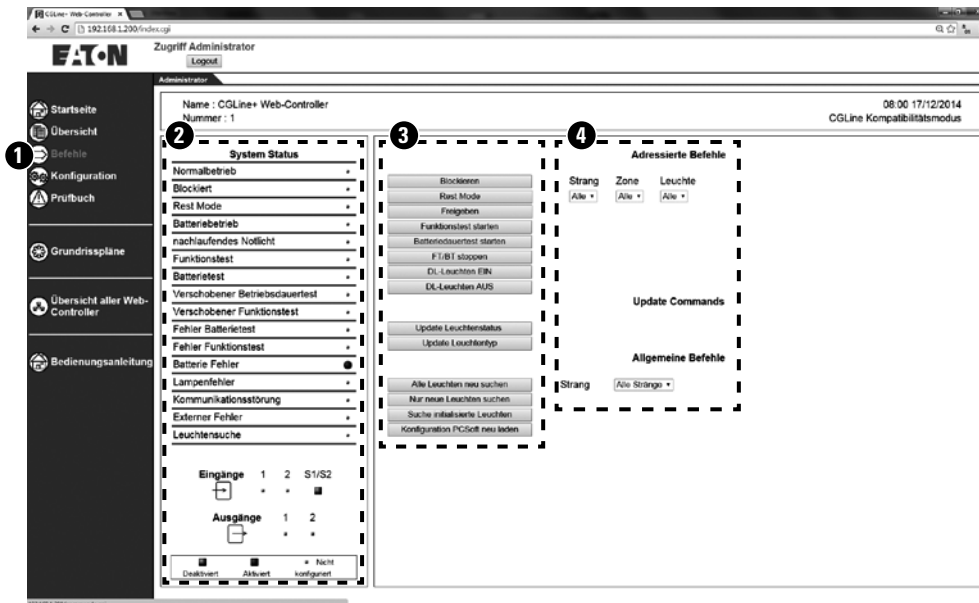 CGLine+ Web-Controller
192.168.1.200/index.cgi
EATON
Zugriff Administrator
Logout
Administrator
Name : CGLine+ Web-Controller
Nummer : 1
08:00 17/12/2014
CGLine Kompatibilitätsmodus
1
Startseite
Übersicht
Befehle
Konfiguration
Prüfbuch
Grundrisspläne
Übersicht aller Web-
Controller
Bedienungsanleitung
2
System Status
Normalbetrieb
Blockiert
Rest Mode
Batteriebetrieb
nachlaufendes Notlicht
Funktionstest
Batterietest
Verschobener Betriebsdauertest
Verschobener Funktionstest
Fehler Batterietest
Fehler Funktionstest
Batterie Fehler
Lampenfehler
Kommunikationsstörung
Externer Fehler
Leuchtensuche
Eingänge 1 2 S1/S2
Ausgänge 1 2
Deaktiviert Aktiviert Nicht
konfiguriert
3
Blockieren
Rest Mode
Freigeben
Funktionstest starten
Batteriedauertest starten
FT/BT stoppen
DL-Leuchten EIN
DL-Leuchten AUS
Update Leuchtenstatus
Update Leuchtentyp
Alle Leuchten neu suchen
Nur neue Leuchten suchen
Suche initialisierte Leuchten
Konfiguration PCSoft neu laden
4
Adressierte Befehle
Strang Zone Leuchte
Alle Alle Alle
Update Commands
Allgemeine Befehle
Strang Alle Stränge